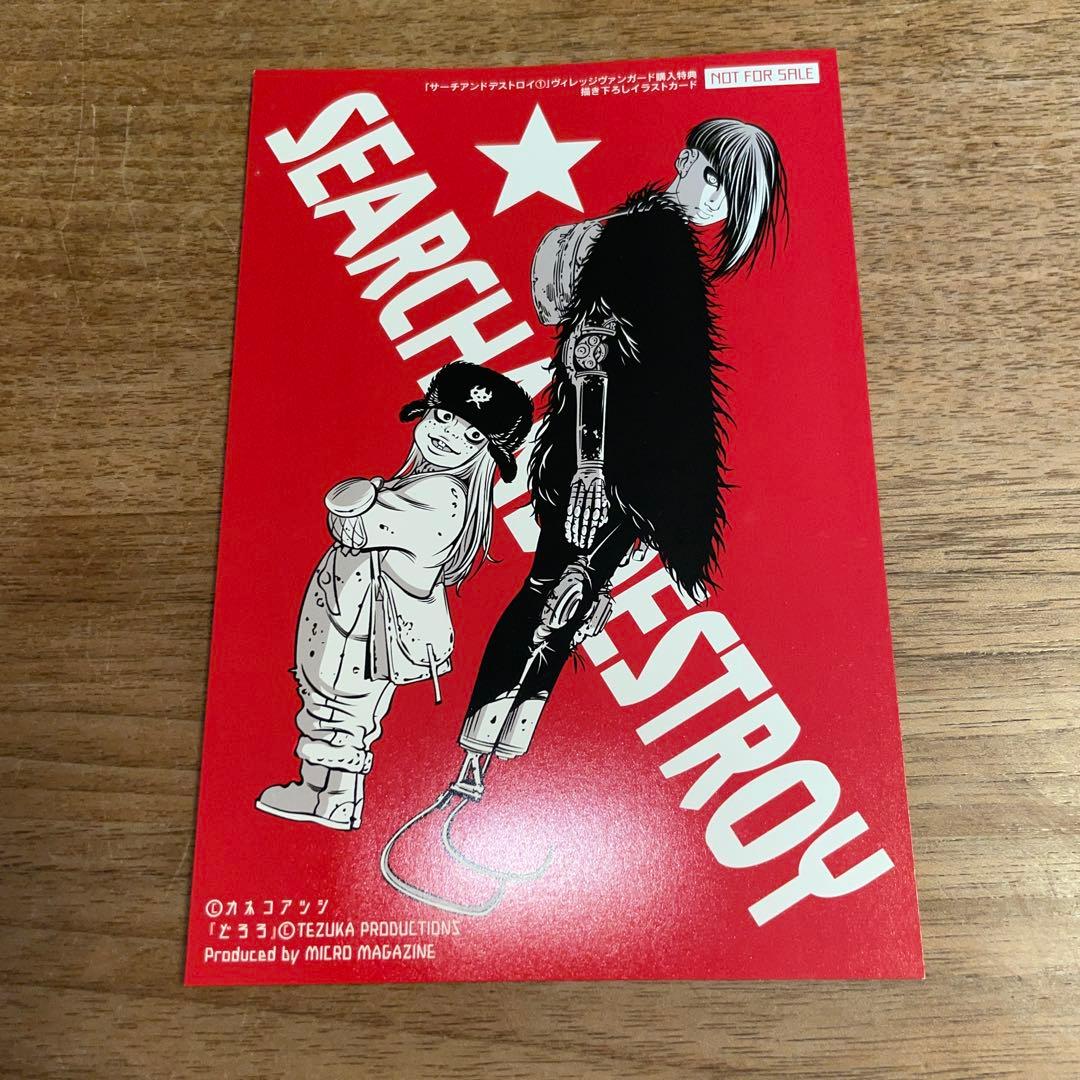 『サーチアンドデストロイ①』ヴィレッジヴァンガード購入特典
描き下ろしイラストカード
NOT FOR SALE
SEARCH AND DESTROY
©カネコアツシ
『どろろ』©TEZUKA PRODUCTIONS
Produced by MICRO MAGAZINE